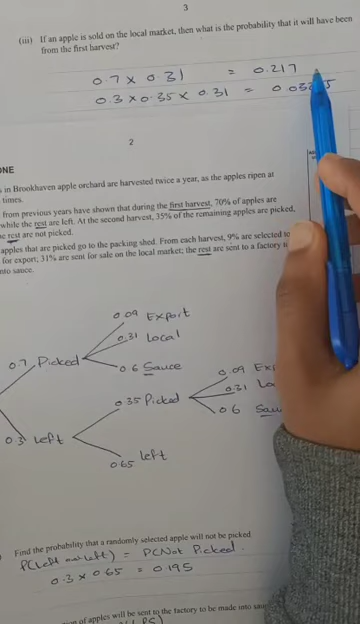 3
(iii) If an apple is sold on the local market, then what is the probability that it will have been
from the first harvest?
0.7 x 0.31 = 0.217
0.3 x 0.35 x 0.31 = 0.03
2
ONE
in Brookhaven apple orchard are harvested twice a year, as the apples ripen at
times.
from previous years have shown that during the first harvest, 70% of apples are
while the rest are left. At the second harvest, 35% of the remaining apples are picked,
rest are not picked.
apples that are picked go to the packing shed. From each harvest, 9% are selected to
for export; 31% are sent for sale on the local market; the rest are sent to a factory
into sauce.
0.09 Export
0.31 Local
0.7 Picked
0.6 Sauce
0.09 Ex
0.35 Picked
0.31 Lo
0.3 Left
0.6 Sau
0.65 left
Find the probability that a randomly selected apple will not be picked
= P(Not Picked.
0.3 x 0.65 = 0.195
of apples will be sent to the factory to be made into